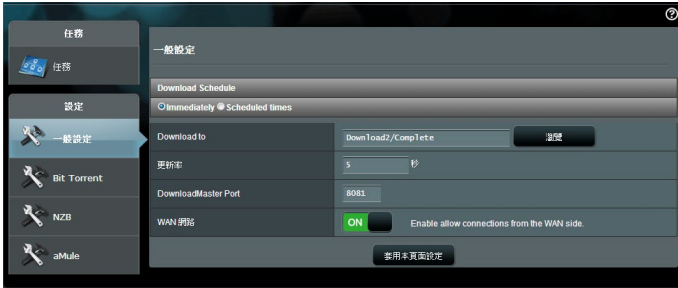 任務
任務
設定
一般設定
Bit Torrent
NZB
aMule
一般設定
Download Schedule
Immediately Scheduled times
Download to Download2/Complete 瀏覽
更新率 5 秒
DownloadMaster Port 8081
WAN 網路 ON Enable allow connections from the WAN side.
套用本頁面設定